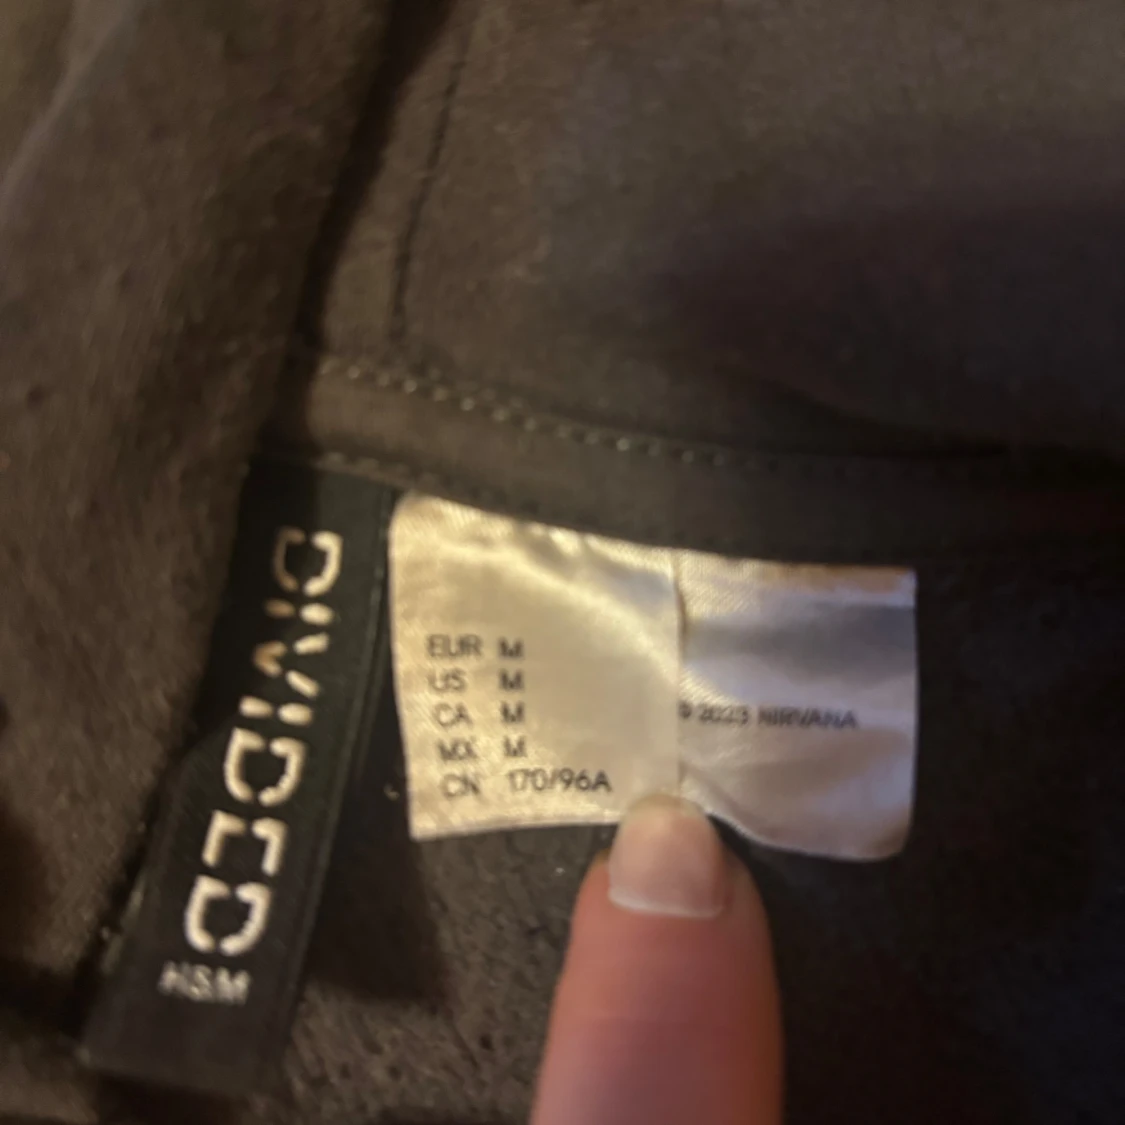 DIVIDED
H&M
EUR M
US M
CA M
MX M
CN 170/96A
© 2023 NIRVANA